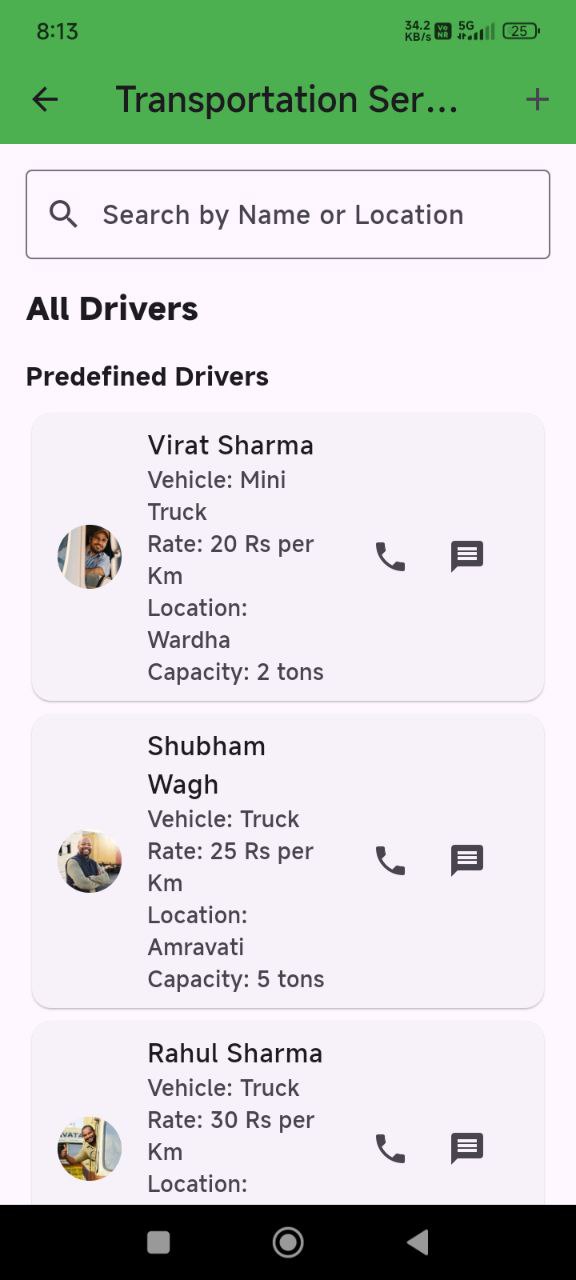 8:13
34.2 KB/s
Vo NR
5G
25
Transportation Ser...
Search by Name or Location
All Drivers
Predefined Drivers
Virat Sharma
Vehicle: Mini
Truck
Rate: 20 Rs per
Km
Location:
Wardha
Capacity: 2 tons
Shubham
Wagh
Vehicle: Truck
Rate: 25 Rs per
Km
Location:
Amravati
Capacity: 5 tons
Rahul Sharma
Vehicle: Truck
Rate: 30 Rs per
Km
Location: